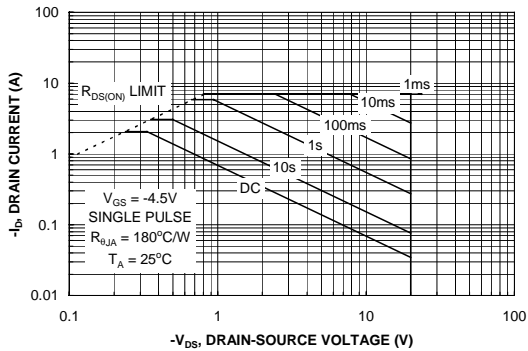 100
10
1
0.1
0.01
-I_D, DRAIN CURRENT (A)
R_DS(ON) LIMIT
1ms
10ms
100ms
1s
10s
DC
V_GS = -4.5V
SINGLE PULSE
R_θJA = 180°C/W
T_A = 25°C
0.1
1
10
100
-V_DS, DRAIN-SOURCE VOLTAGE (V)